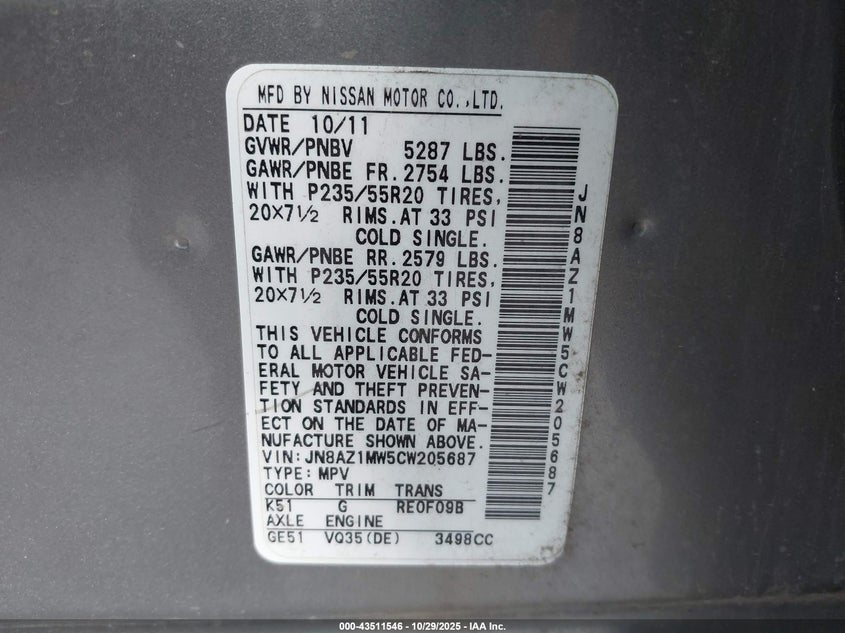 MFD BY NISSAN MOTOR CO.,LTD.
DATE 10/11
GVWR/PNBV 5287 LBS.
GAWR/PNBE FR. 2754 LBS.
WITH P235/55R20 TIRES,
20×7½ RIMS. AT 33 PSI
COLD SINGLE.
GAWR/PNBE RR. 2579 LBS.
WITH P235/55R20 TIRES,
20×7½ RIMS. AT 33 PSI
COLD SINGLE.
THIS VEHICLE CONFORMS
TO ALL APPLICABLE FED-
ERAL MOTOR VEHICLE SA-
FETY AND THEFT PREVEN-
TION STANDARDS IN EFF-
ECT ON THE DATE OF MA-
NUFACTURE SHOWN ABOVE.
VIN: JN8AZ1MW5CW205687
TYPE: MPV
COLOR TRIM TRANS
K51 G RE0F09B
AXLE ENGINE
GE51 VQ35(DE) 3498CC
JN8AZ1MW5CW205687
000-43511546 - 10/29/2025 - IAA Inc.